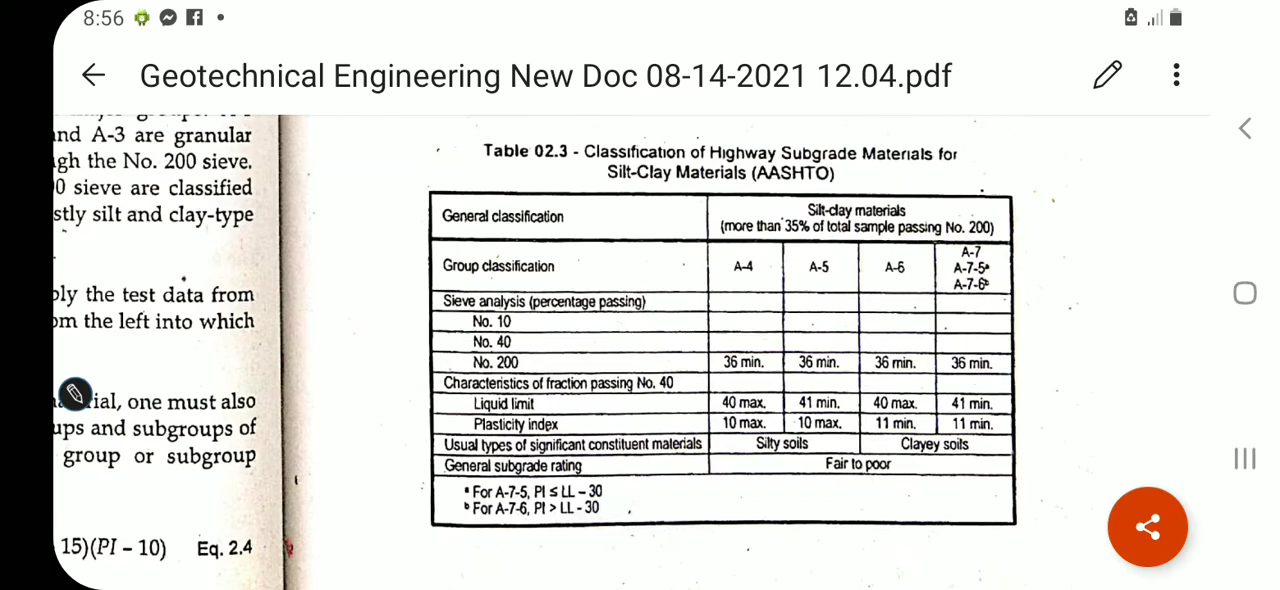 8:56
Geotechnical Engineering New Doc 08-14-2021 12.04.pdf
and A-3 are granular
gh the No. 200 sieve.
0 sieve are classified
stly silt and clay-type
ply the test data from
om the left into which
rial, one must also
ups and subgroups of
group or subgroup
15)(PI – 10) Eq. 2.4
Table 02.3 - Classification of Highway Subgrade Materials for
Silt-Clay Materials (AASHTO)
General classification
Silt-clay materials
(more than 35% of total sample passing No. 200)
Group classification
A-4
A-5
A-6
A-7
A-7-5ᵃ
A-7-6ᵇ
Sieve analysis (percentage passing)
No. 10
No. 40
No. 200 36 min. 36 min. 36 min. 36 min.
Characteristics of fraction passing No. 40
Liquid limit 40 max. 41 min. 40 max. 41 min.
Plasticity index 10 max. 10 max. 11 min. 11 min.
Usual types of significant constituent materials Silty soils Clayey soils
General subgrade rating Fair to poor
ᵃ For A-7-5, PI ≤ LL – 30
ᵇ For A-7-6, PI > LL - 30